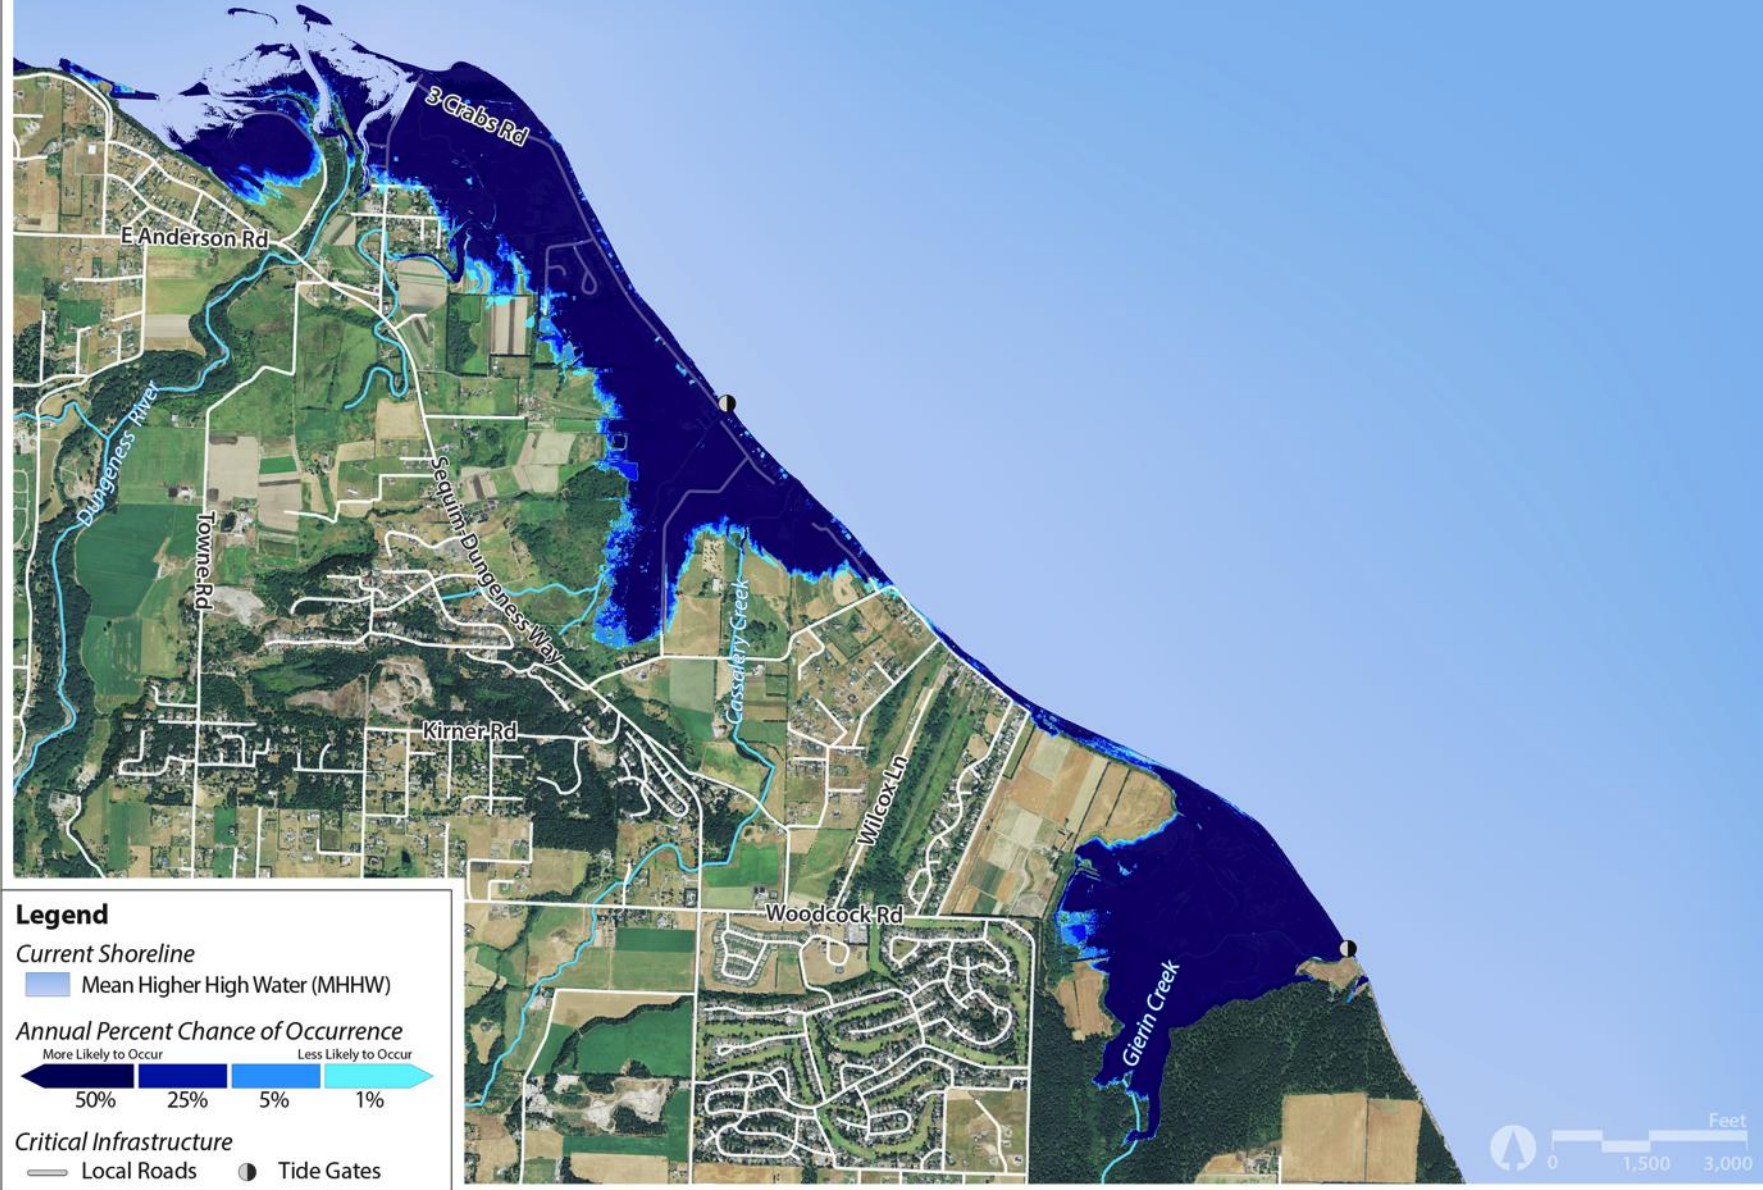 3 Crabs Rd
E Anderson Rd
Dungeness River
Sequim-Dungeness Way
Towne Rd
Cassalery Creek
Kirner Rd
Wilcox Ln
Woodcock Rd
Gierin Creek
Legend
Current Shoreline
Mean Higher High Water (MHHW)
Annual Percent Chance of Occurrence
More Likely to Occur Less Likely to Occur
50% 25% 5% 1%
Critical Infrastructure
Local Roads Tide Gates
Feet
0 1,500 3,000